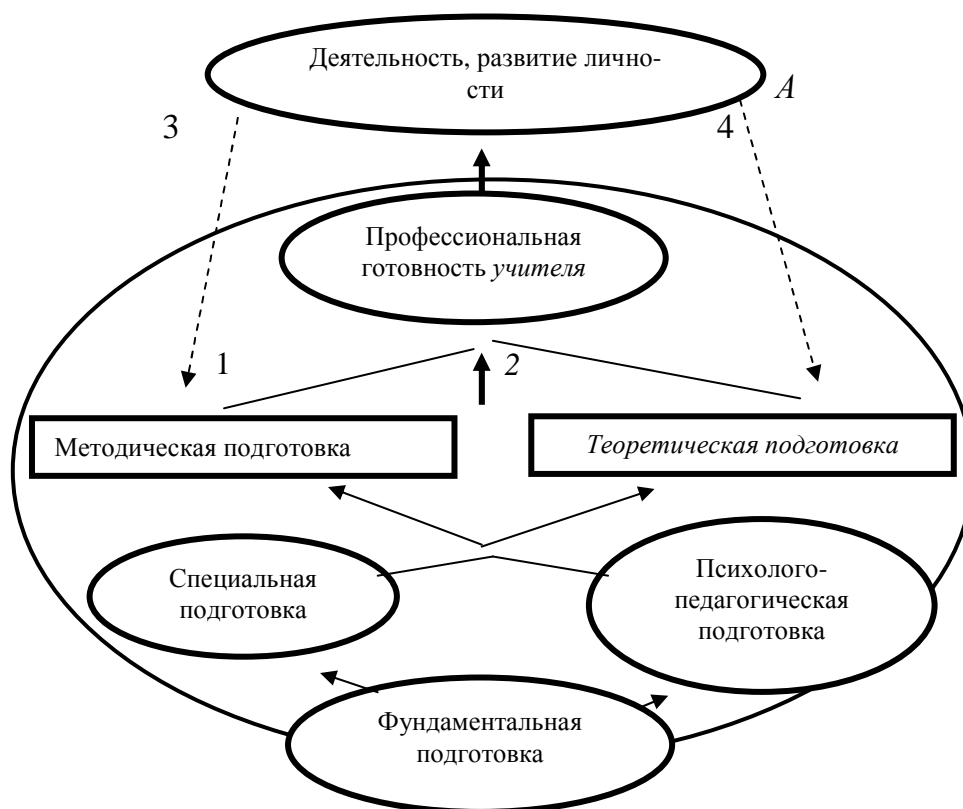 Деятельность, развитие лично-
сти
А
3
4
Профессиональная
готовность учителя
1
2
Методическая подготовка
Теоретическая подготовка
Специальная
подготовка
Психолого-
педагогическая
подготовка
Фундаментальная
подготовка